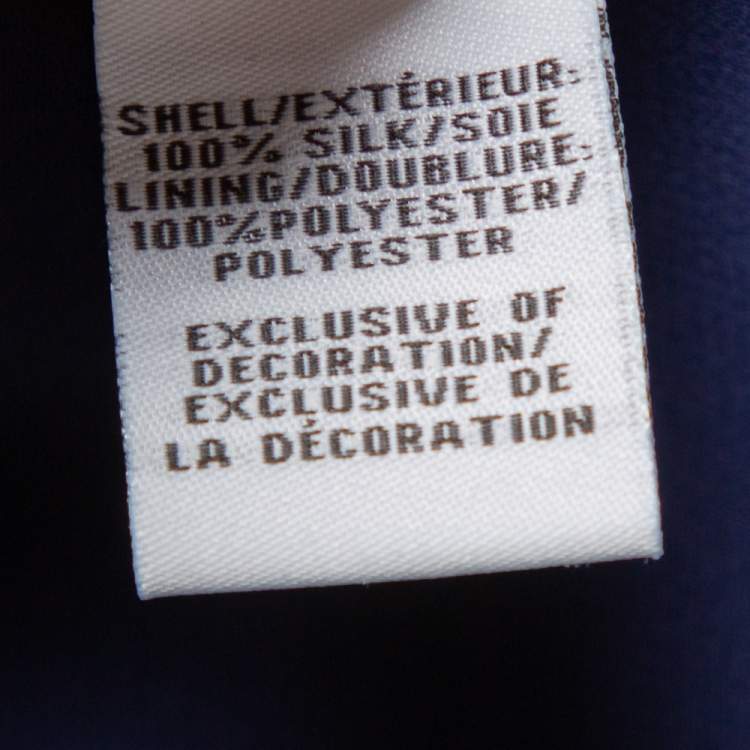 SHELL/EXTÉRIEUR:
100% SILK/SOIE
LINING/DOUBLURE:
100%POLYESTER/
POLYESTER
EXCLUSIVE OF
DECORATION/
EXCLUSIVE DE
LA DÉCORATION